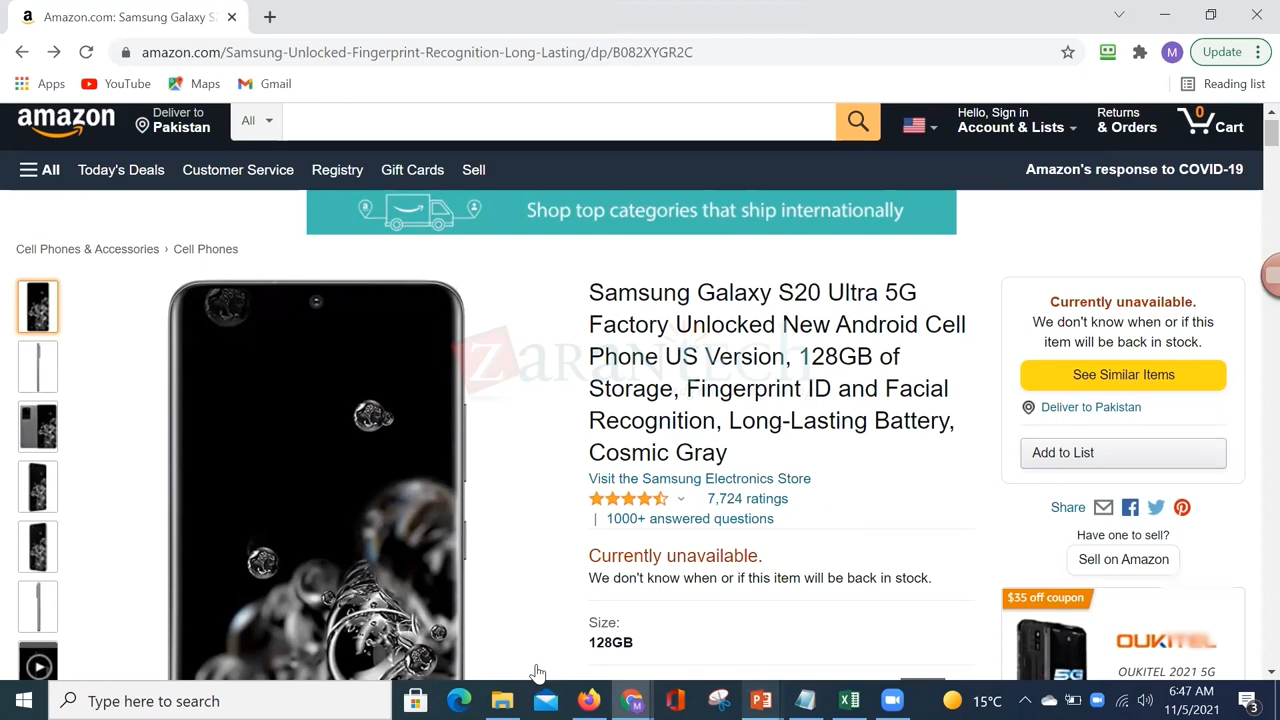 Amazon.com: Samsung Galaxy S
amazon.com/Samsung-Unlocked-Fingerprint-Recognition-Long-Lasting/dp/B082XYGR2C
M
Update
Apps
YouTube
Maps
Gmail
Reading list
amazon
Deliver to
Pakistan
All
Hello, Sign in
Account & Lists
Returns
& Orders
0
Cart
All
Today's Deals
Customer Service
Registry
Gift Cards
Sell
Amazon's response to COVID-19
Shop top categories that ship internationally
Cell Phones & Accessories › Cell Phones
Samsung Galaxy S20 Ultra 5G
Factory Unlocked New Android Cell
Phone US Version, 128GB of
Storage, Fingerprint ID and Facial
Recognition, Long-Lasting Battery,
Cosmic Gray
ZaranTech
Visit the Samsung Electronics Store
7,724 ratings
| 1000+ answered questions
Currently unavailable.
We don't know when or if this item will be back in stock.
Size:
128GB
Currently unavailable.
We don't know when or if this
item will be back in stock.
See Similar Items
Deliver to Pakistan
Add to List
Share
Have one to sell?
Sell on Amazon
$35 off coupon
OUKITEL
5G
OUKITEL 2021 5G
Type here to search
15°C
6:47 AM
11/5/2021
3